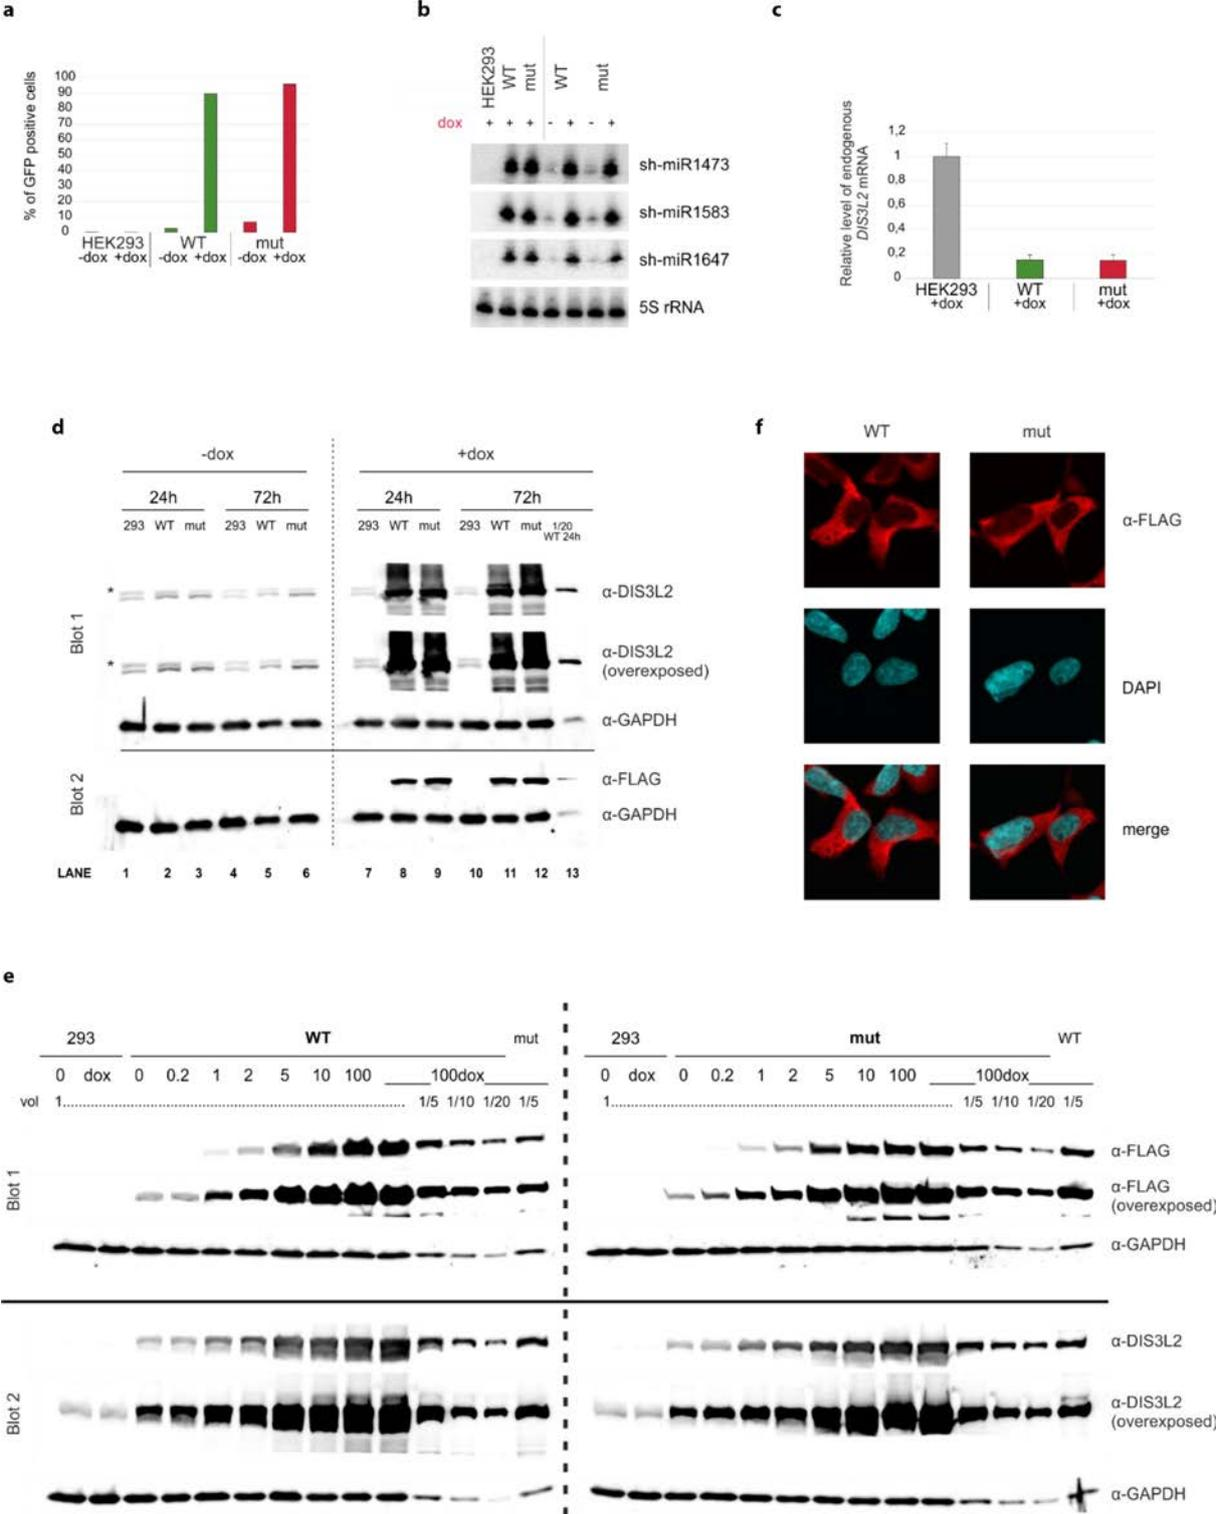 a
% of GFP positive cells
100
90
80
70
60
50
40
30
20
10
0
HEK293 WT mut
-dox +dox -dox +dox -dox +dox
b
HEK293 WT mut WT mut
dox + + + - + - +
sh-miR1473
sh-miR1583
sh-miR1647
5S rRNA
c
Relative level of endogenous
DIS3L2 mRNA
1,2
1
0,8
0,6
0,4
0,2
0
HEK293 WT mut
+dox +dox +dox
d
-dox +dox
24h 72h 24h 72h
293 WT mut 293 WT mut 293 WT mut 293 WT mut 1/20
WT 24h
Blot 1
* α-DIS3L2
* α-DIS3L2
(overexposed)
α-GAPDH
Blot 2
α-FLAG
α-GAPDH
LANE 1 2 3 4 5 6 7 8 9 10 11 12 13
f
WT mut
α-FLAG
DAPI
merge
e
293 WT mut 293 mut WT
0 dox 0 0.2 1 2 5 10 100 100dox 0 dox 0 0.2 1 2 5 10 100 100dox
vol 1 1/5 1/10 1/20 1/5 1 1/5 1/10 1/20 1/5
Blot 1
α-FLAG
α-FLAG
(overexposed)
α-GAPDH
Blot 2
α-DIS3L2
α-DIS3L2
(overexposed)
α-GAPDH